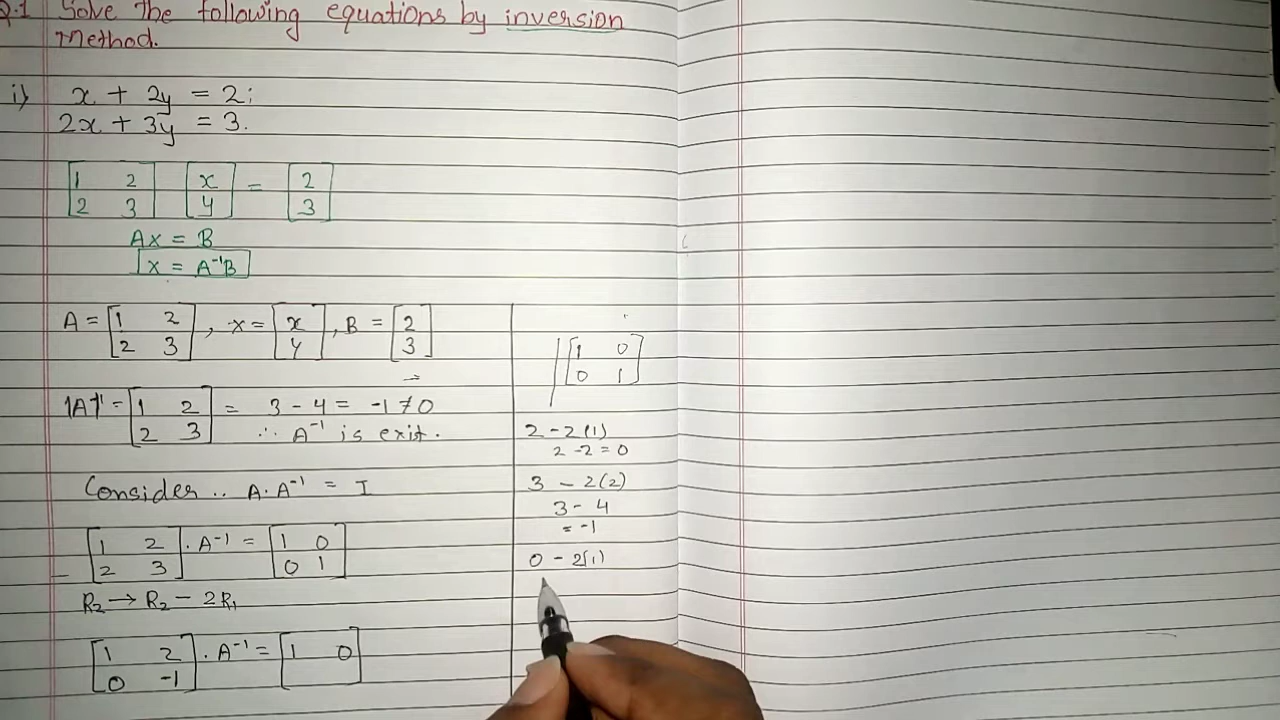 Q.1 Solve the following equations by inversion
Method.
i) x + 2y = 2;
2x + 3y = 3.
[1 2] [x] = [2]
[2 3] [y] [3]
Ax = B
x = A⁻¹B
A = [1 2], x = [x], B = [2]
[2 3] [y] [3]
|A| = [1 2] = 3 - 4 = -1 ≠ 0
[2 3] ∴ A⁻¹ is exit.
Consider .. A.A⁻¹ = I
[1 2] . A⁻¹ = [1 0]
[2 3] [0 1]
R₂ → R₂ - 2R₁
[1 2] . A⁻¹ = [1 0]
[0 -1]
[1 0]
[0 1]
2 - 2(1)
2 - 2 = 0
3 - 2(2)
3 - 4
= -1
0 - 2(1)